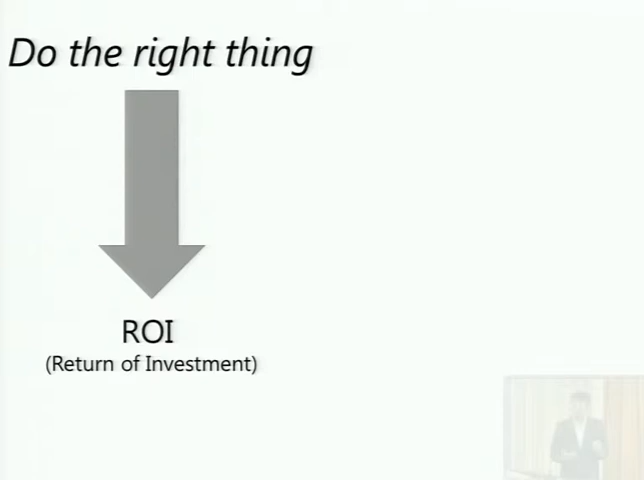 Do the right thing
ROI
(Return of Investment)